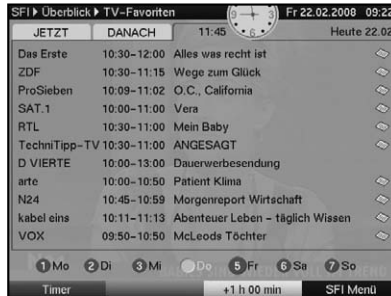 SFI Überblick TV-Favoriten 9 3 6 Fr 22.02.2008 09:22
JETZT DANACH 11:45 Heute 22.02
Das Erste 10:30-12:00 Alles was recht ist
ZDF 10:30-11:15 Wege zum Glück
ProSieben 10:09-11:02 O.C., California
SAT.1 10:00-11:00 Vera
RTL 10:30-11:00 Mein Baby
TechniTipp-TV 10:30-11:00 ANGESAGT
D VIERTE 10:00-13:00 Dauerwerbesendung
arte 10:00-10:50 Patient Klima
N24 10:45-10:59 Morgenreport Wirtschaft
kabel eins 10:11-11:13 Abenteuer Leben - täglich Wissen
VOX 09:50-10:50 McLeods Töchter
1 Mo 2 Di 3 Mi Do 5 Fr 6 Sa 7 So
Timer +1 h 00 min SFI Menü